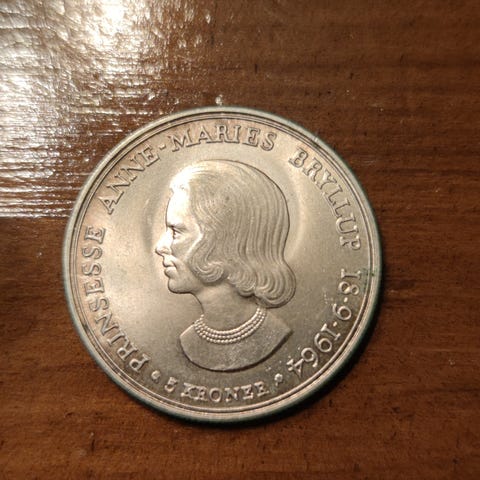 PRINSESSE ANNE-MARIES BRYLLUP 18·9·1964
5 KRONER